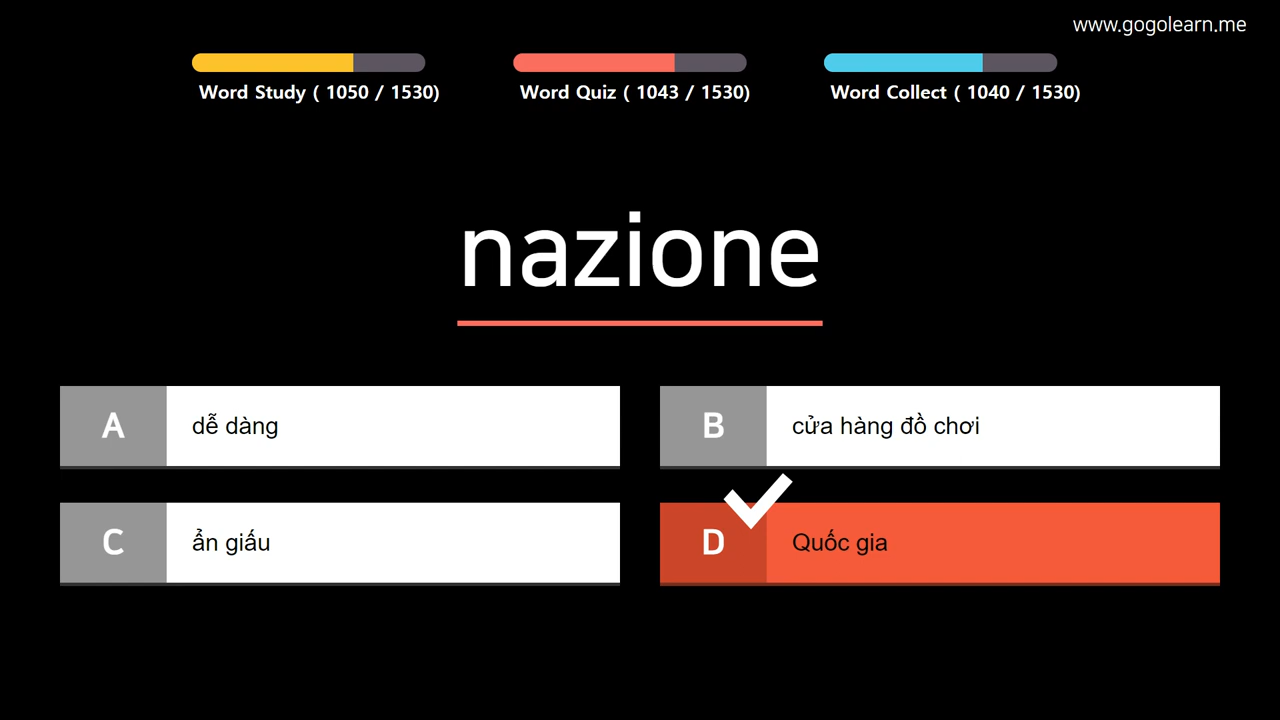 www.gogolearn.me
Word Study ( 1050 / 1530)
Word Quiz ( 1043 / 1530)
Word Collect ( 1040 / 1530)
nazione
A dễ dàng
B cửa hàng đồ chơi
C ẩn giấu
D Quốc gia